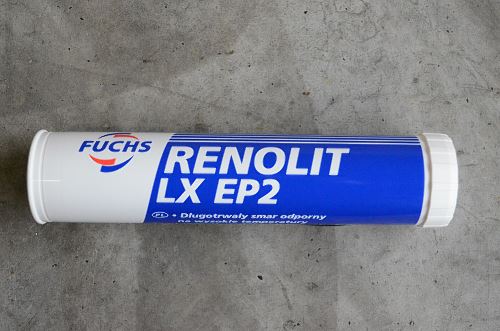 FUCHS
RENOLIT
LX EP2
PL • Długotrwały smar odporny
na wysokie temperatury